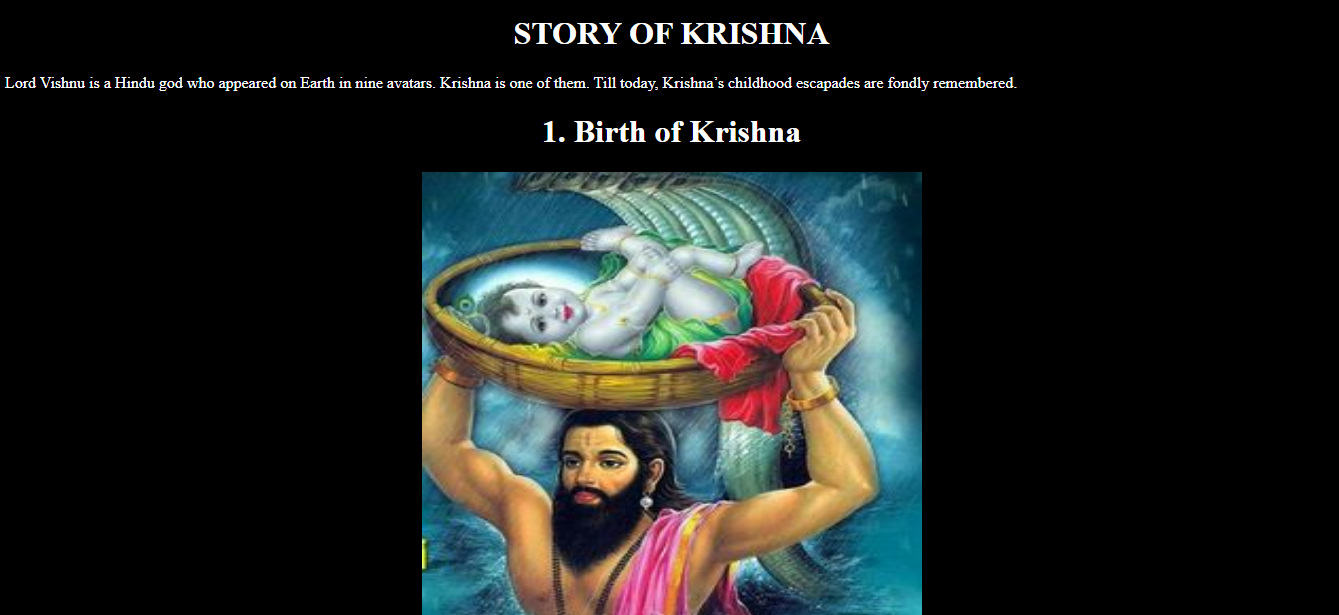 STORY OF KRISHNA
Lord Vishnu is a Hindu god who appeared on Earth in nine avatars. Krishna is one of them. Till today, Krishna’s childhood escapades are fondly remembered.
1. Birth of Krishna